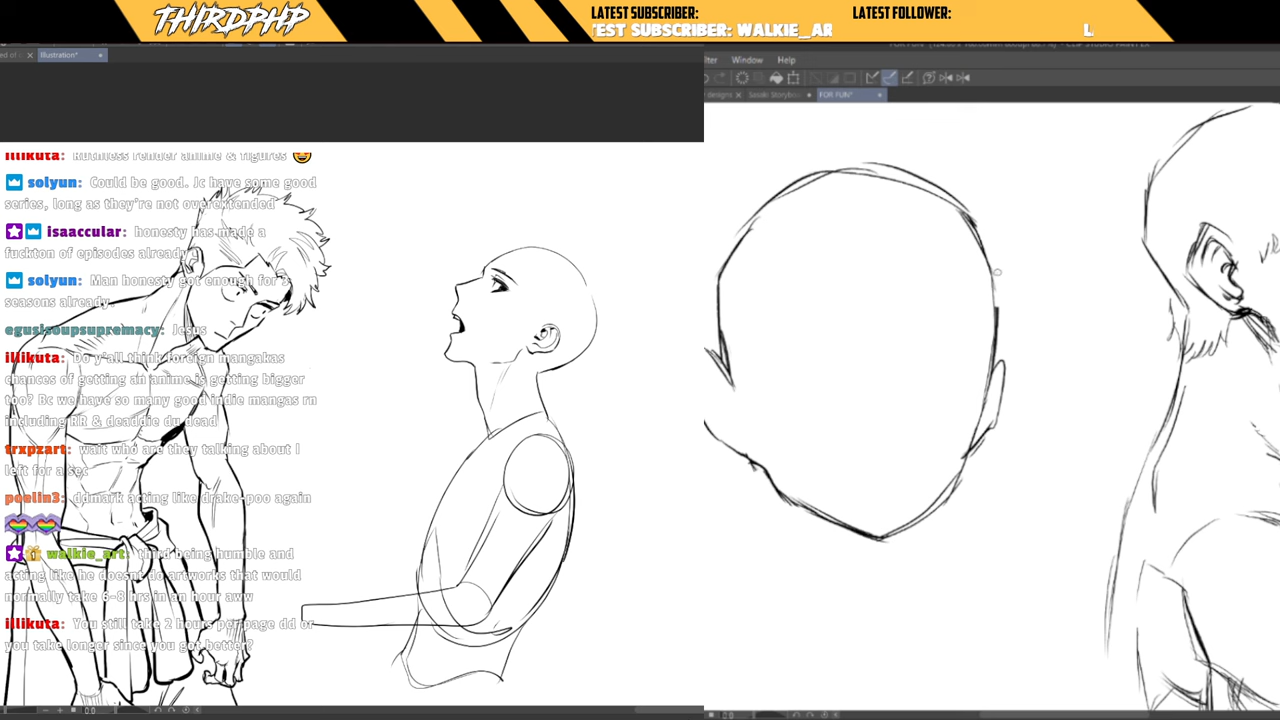 THIRDPHP
LATEST SUBSCRIBER:
TEST SUBSCRIBER: WALKIE_AR
LATEST FOLLOWER:
L
Illustration*
Window Help
designs Sasaki Storybo FOR FUN*
illikuta: Ruthless render anime & figures 🤩
solyun: Could be good. Jc have some good
series, long as they're not overextended
isaaccular: honesty has made a
fuckton of episodes already
solyun: Man honesty got enough for 3
seasons already.
egusisoupsupremacy: Jesus
illikuta: Do y'all think foreign mangakas
chances of getting an anime is getting bigger
too? Bc we have so many good indie mangas rn
including RR & deaddie du dead
trxpzart: wait who are they talking about I
left for a sec
poelin3: ddmark acting like drake-poo again
walkie_art: third being humble and
acting like he doesnt do artworks that would
normally take 6-8 hrs in an hour aww
illikuta: You still take 2 hours per page dd or
you take longer since you got better?